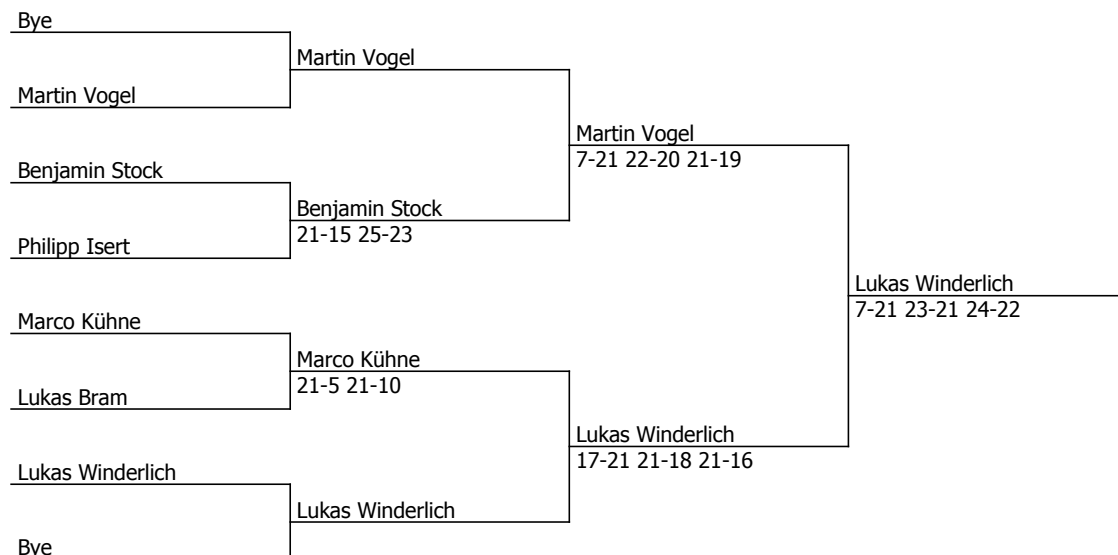 Bye
Martin Vogel
Martin Vogel
Martin Vogel
7-21 22-20 21-19
Benjamin Stock
Benjamin Stock
21-15 25-23
Philipp Isert
Lukas Winderlich
7-21 23-21 24-22
Marco Kühne
Marco Kühne
21-5 21-10
Lukas Bram
Lukas Winderlich
17-21 21-18 21-16
Lukas Winderlich
Lukas Winderlich
Bye